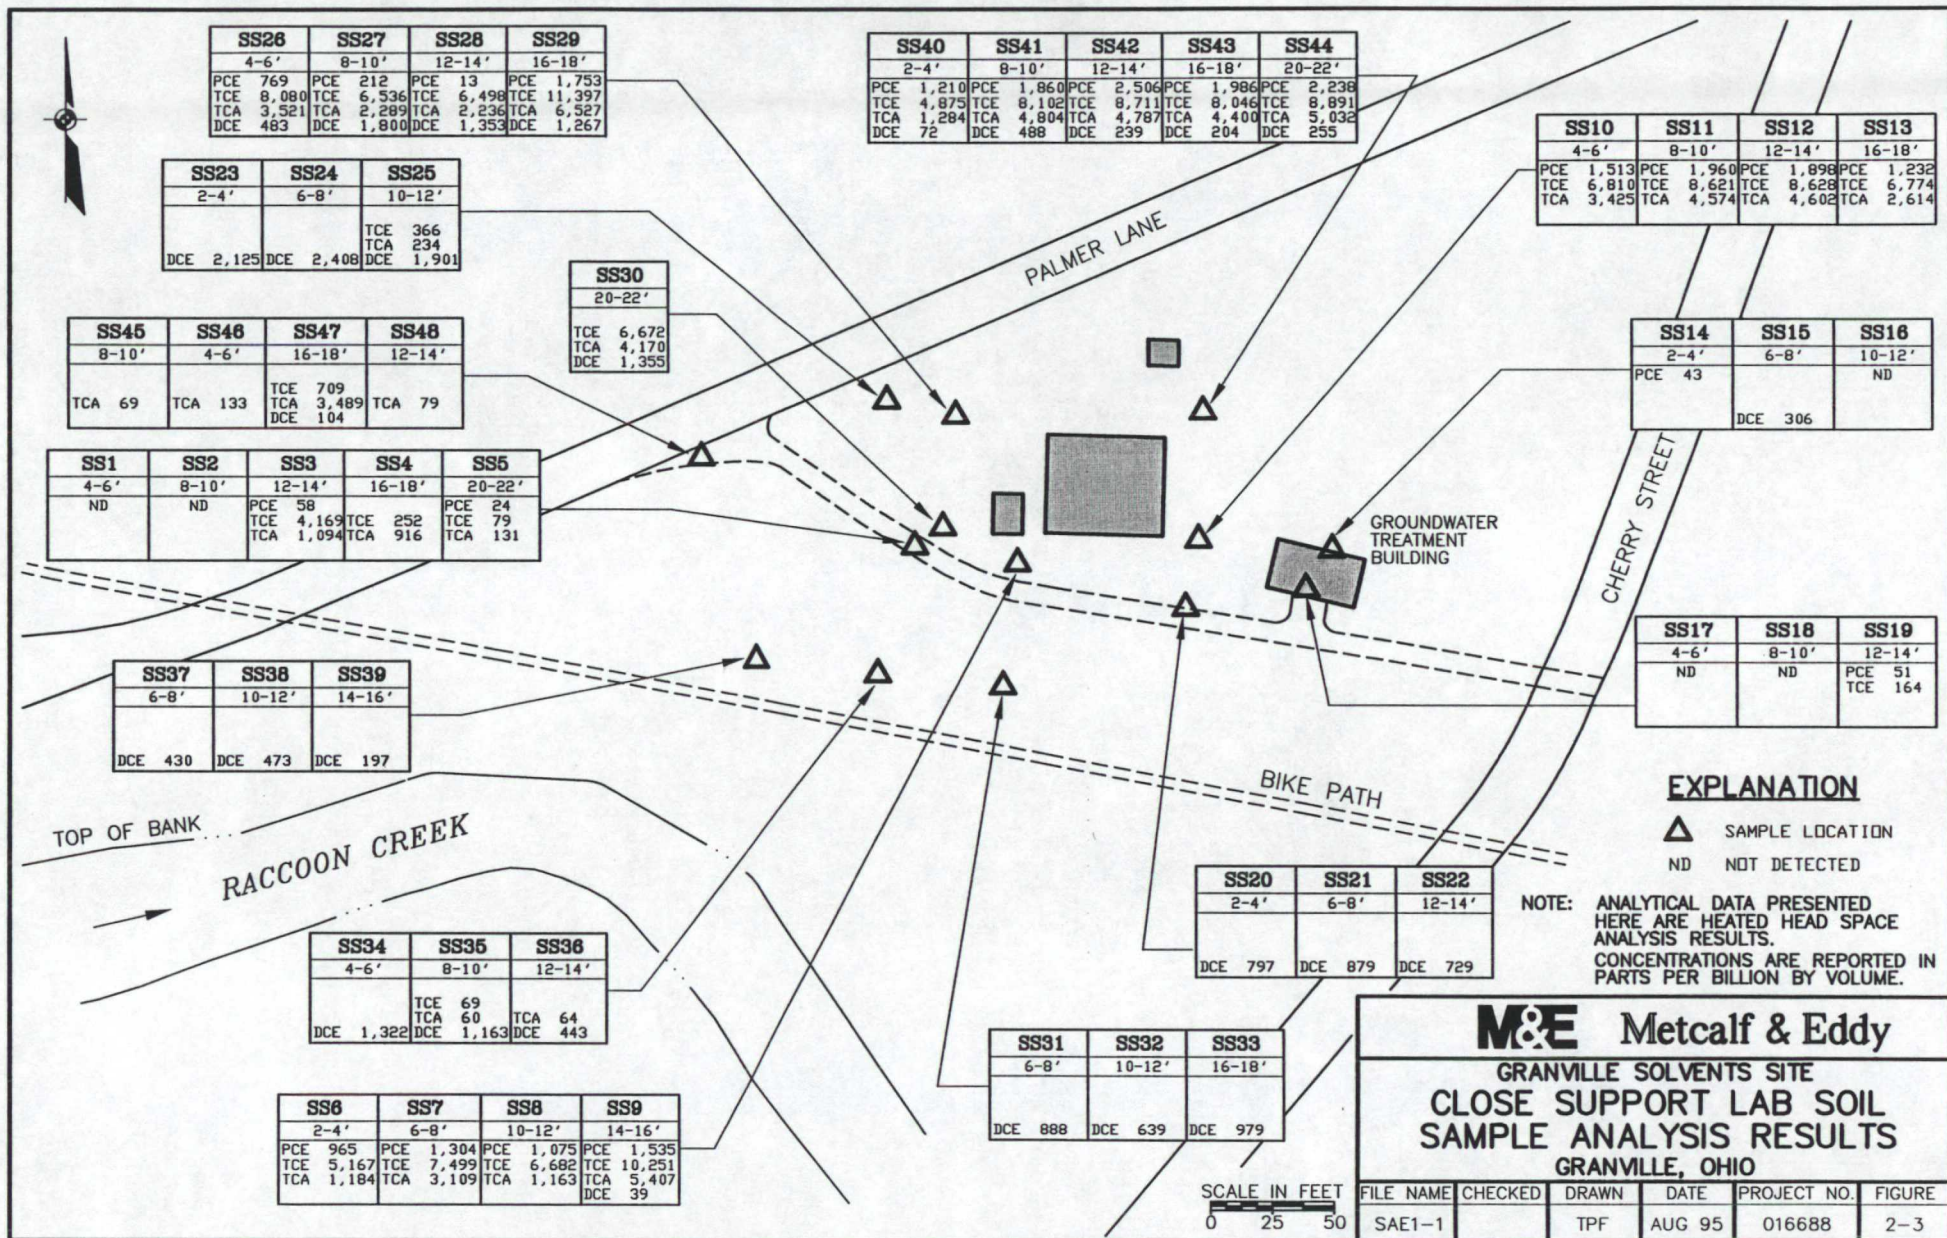 SS26 SS27 SS28 SS29
4-6' 8-10' 12-14' 16-18'
PCE 769 PCE 212 PCE 13 PCE 1,753
TCE 8,080 TCE 6,536 TCE 6,498 TCE 11,397
TCA 3,521 TCA 2,289 TCA 2,236 TCA 6,527
DCE 483 DCE 1,800 DCE 1,353 DCE 1,267
SS40 SS41 SS42 SS43 SS44
2-4' 8-10' 12-14' 16-18' 20-22'
PCE 1,210 PCE 1,860 PCE 2,506 PCE 1,986 PCE 2,238
TCE 4,875 TCE 8,102 TCE 8,711 TCE 8,046 TCE 8,891
TCA 1,284 TCA 4,804 TCA 4,787 TCA 4,400 TCA 5,032
DCE 72 DCE 488 DCE 239 DCE 204 DCE 255
SS10 SS11 SS12 SS13
4-6' 8-10' 12-14' 16-18'
PCE 1,513 PCE 1,960 PCE 1,898 PCE 1,232
TCE 6,810 TCE 8,621 TCE 8,628 TCE 6,774
TCA 3,425 TCA 4,574 TCA 4,602 TCA 2,614
SS23 SS24 SS25
2-4' 6-8' 10-12'
TCE 366
TCA 234
DCE 2,125 DCE 2,408 DCE 1,901
PALMER LANE
SS30
20-22'
TCE 6,672
TCA 4,170
DCE 1,355
SS45 SS46 SS47 SS48
8-10' 4-6' 16-18' 12-14'
TCE 709
TCA 69 TCA 133 TCA 3,489 TCA 79
DCE 104
SS14 SS15 SS16
2-4' 6-8' 10-12'
PCE 43 ND
DCE 306
SS1 SS2 SS3 SS4 SS5
4-6' 8-10' 12-14' 16-18' 20-22'
ND ND PCE 58 PCE 24
TCE 4,169 TCE 252 TCE 79
TCA 1,094 TCA 916 TCA 131
GROUNDWATER
TREATMENT
BUILDING
CHERRY STREET
SS17 SS18 SS19
4-6' 8-10' 12-14'
ND ND PCE 51
TCE 164
SS37 SS38 SS39
6-8' 10-12' 14-16'
DCE 430 DCE 473 DCE 197
BIKE PATH
TOP OF BANK
RACCOON CREEK
EXPLANATION
SAMPLE LOCATION
ND NOT DETECTED
NOTE: ANALYTICAL DATA PRESENTED
HERE ARE HEATED HEAD SPACE
ANALYSIS RESULTS.
CONCENTRATIONS ARE REPORTED IN
PARTS PER BILLION BY VOLUME.
SS20 SS21 SS22
2-4' 6-8' 12-14'
DCE 797 DCE 879 DCE 729
SS34 SS35 SS36
4-6' 8-10' 12-14'
TCE 69
TCA 60 TCA 64
DCE 1,322 DCE 1,163 DCE 443
SS31 SS32 SS33
6-8' 10-12' 16-18'
DCE 888 DCE 639 DCE 979
SS6 SS7 SS8 SS9
2-4' 6-8' 10-12' 14-16'
PCE 965 PCE 1,304 PCE 1,075 PCE 1,535
TCE 5,167 TCE 7,499 TCE 6,682 TCE 10,251
TCA 1,184 TCA 3,109 TCA 1,163 TCA 5,407
DCE 39
SCALE IN FEET
0 25 50
M&E Metcalf & Eddy
GRANVILLE SOLVENTS SITE
CLOSE SUPPORT LAB SOIL
SAMPLE ANALYSIS RESULTS
GRANVILLE, OHIO
FILE NAME CHECKED DRAWN DATE PROJECT NO. FIGURE
SAE1-1 TPF AUG 95 016688 2-3